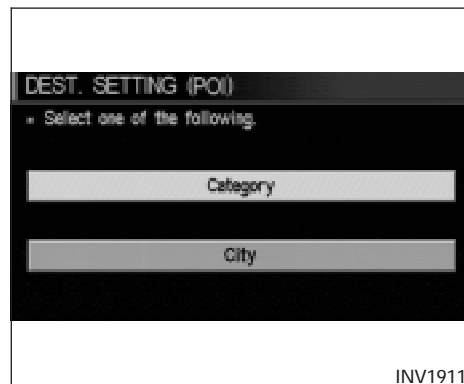 DEST. SETTING (POI)
▪ Select one of the following.
Category
City
INV1911